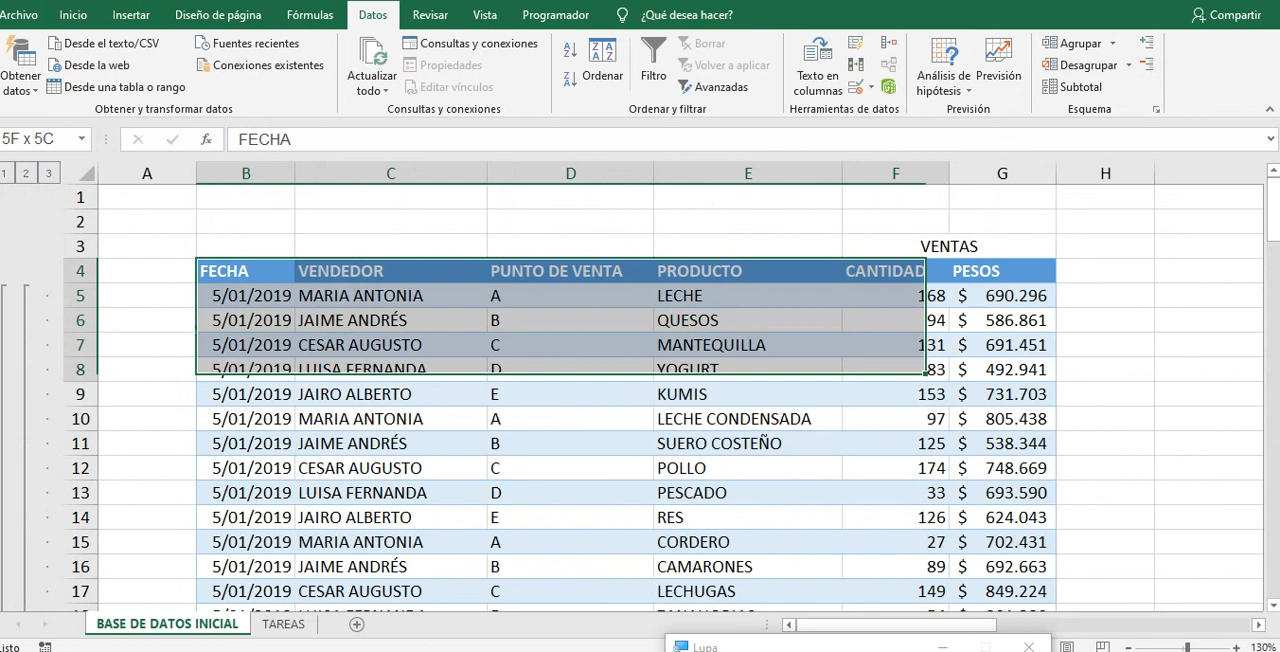 Archivo Inicio Insertar Diseño de página Fórmulas Datos Revisar Vista Programador ¿Qué desea hacer? Compartir
Obtener datos
Desde el texto/CSV
Desde la web
Desde una tabla o rango
Fuentes recientes
Conexiones existentes
Obtener y transformar datos
Actualizar todo
Consultas y conexiones
Propiedades
Editar vínculos
Consultas y conexiones
Ordenar
Filtro
Borrar
Volver a aplicar
Avanzadas
Ordenar y filtrar
Texto en columnas
Herramientas de datos
Análisis de hipótesis
Previsión
Previsión
Agrupar
Desagrupar
Subtotal
Esquema
5F x 5C fx FECHA
1 2 3 A B C D E F G H
1
2
3 VENTAS
4 FECHA VENDEDOR PUNTO DE VENTA PRODUCTO CANTIDAD PESOS
5 5/01/2019 MARIA ANTONIA A LECHE 168 $ 690.296
6 5/01/2019 JAIME ANDRÉS B QUESOS 94 $ 586.861
7 5/01/2019 CESAR AUGUSTO C MANTEQUILLA 131 $ 691.451
8 5/01/2019 LUISA FERNANDA D YOGURT 83 $ 492.941
9 5/01/2019 JAIRO ALBERTO E KUMIS 153 $ 731.703
10 5/01/2019 MARIA ANTONIA A LECHE CONDENSADA 97 $ 805.438
11 5/01/2019 JAIME ANDRÉS B SUERO COSTEÑO 125 $ 538.344
12 5/01/2019 CESAR AUGUSTO C POLLO 174 $ 748.669
13 5/01/2019 LUISA FERNANDA D PESCADO 33 $ 693.590
14 5/01/2019 JAIRO ALBERTO E RES 126 $ 624.043
15 5/01/2019 MARIA ANTONIA A CORDERO 27 $ 702.431
16 5/01/2019 JAIME ANDRÉS B CAMARONES 89 $ 692.663
17 5/01/2019 CESAR AUGUSTO C LECHUGAS 149 $ 849.224
BASE DE DATOS INICIAL TAREAS
Listo Lupa 130%